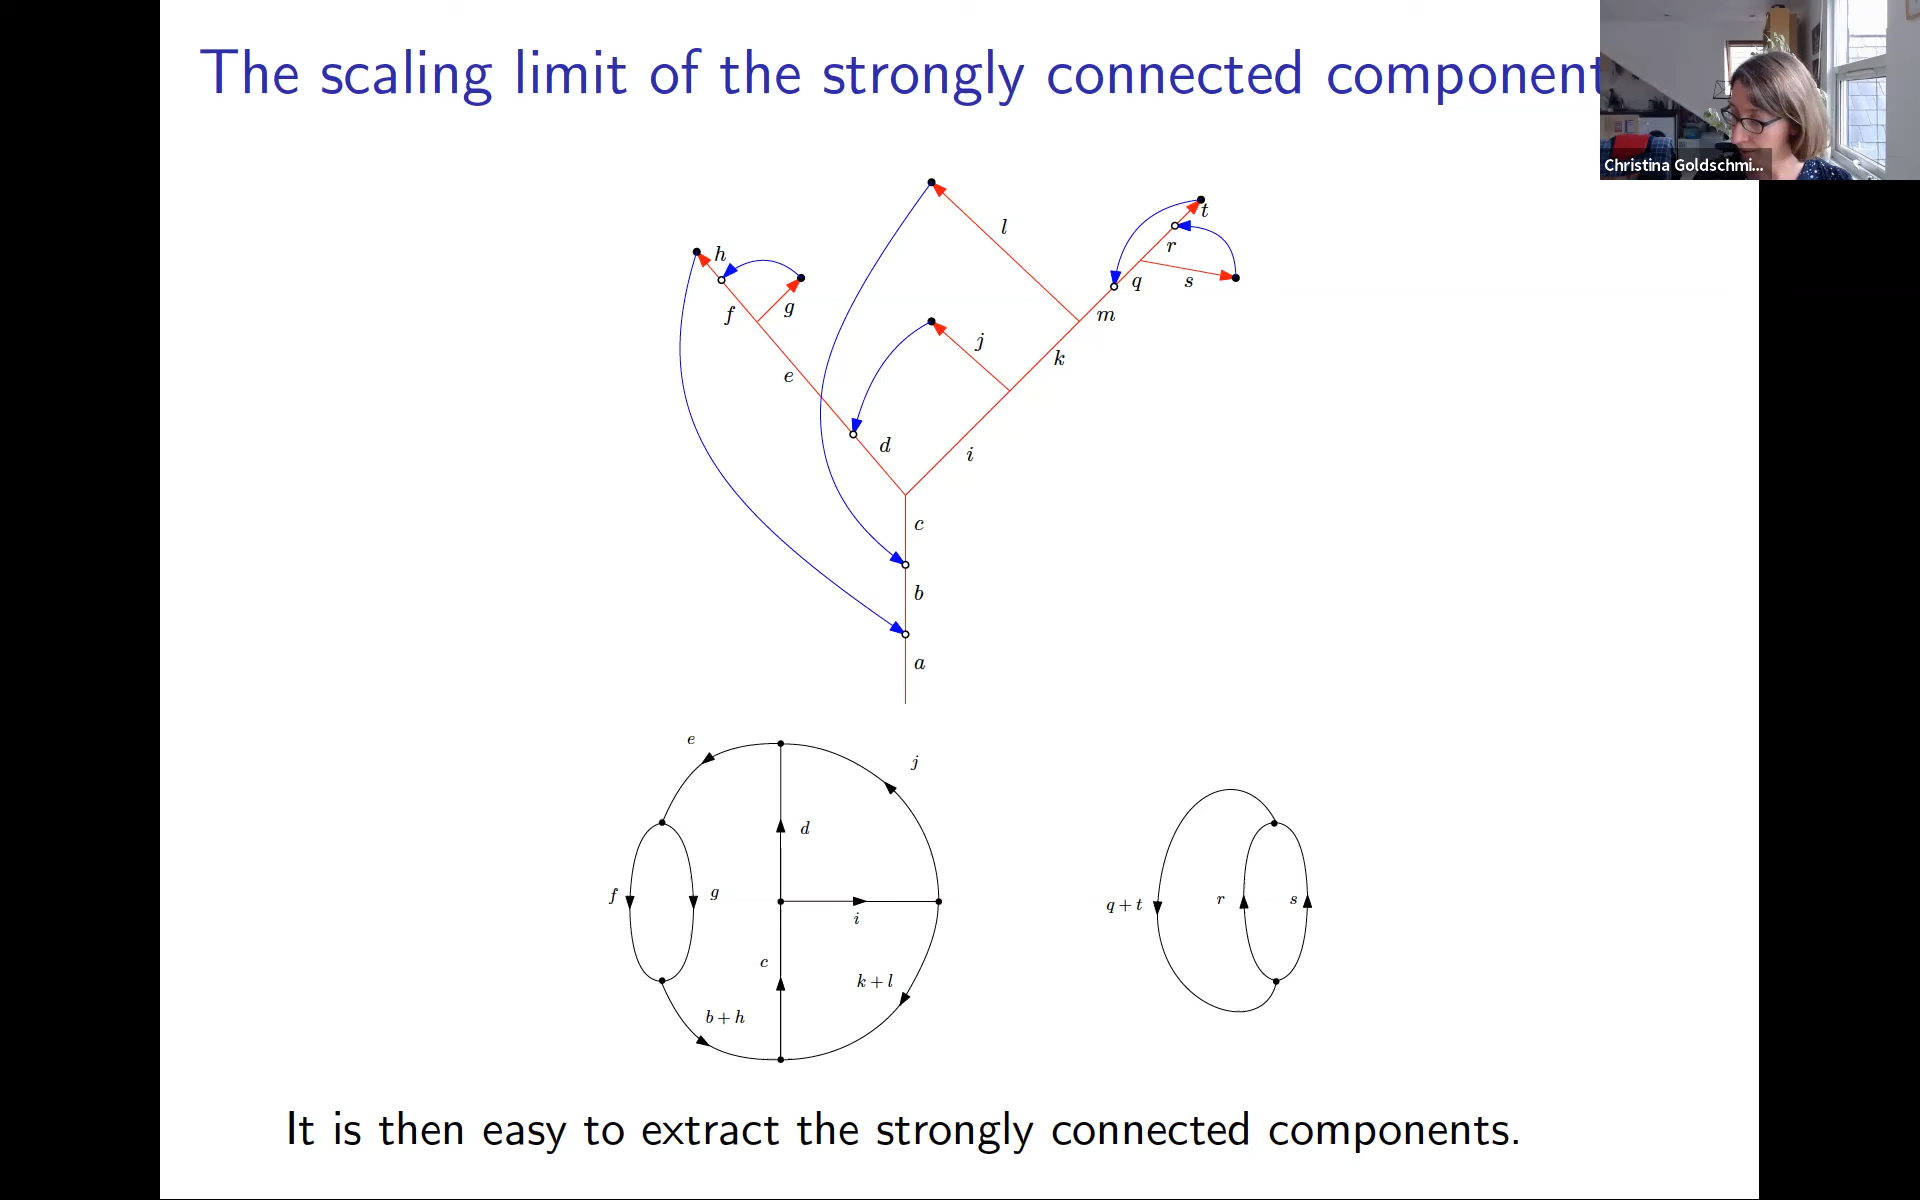 The scaling limit of the strongly connected component
Christina Goldschmi...
l
t
h
r
q
s
g
f
m
j
k
e
d
i
c
b
a
e
j
d
f
g
q + t
r
s
i
c
k + l
b + h
It is then easy to extract the strongly connected components.